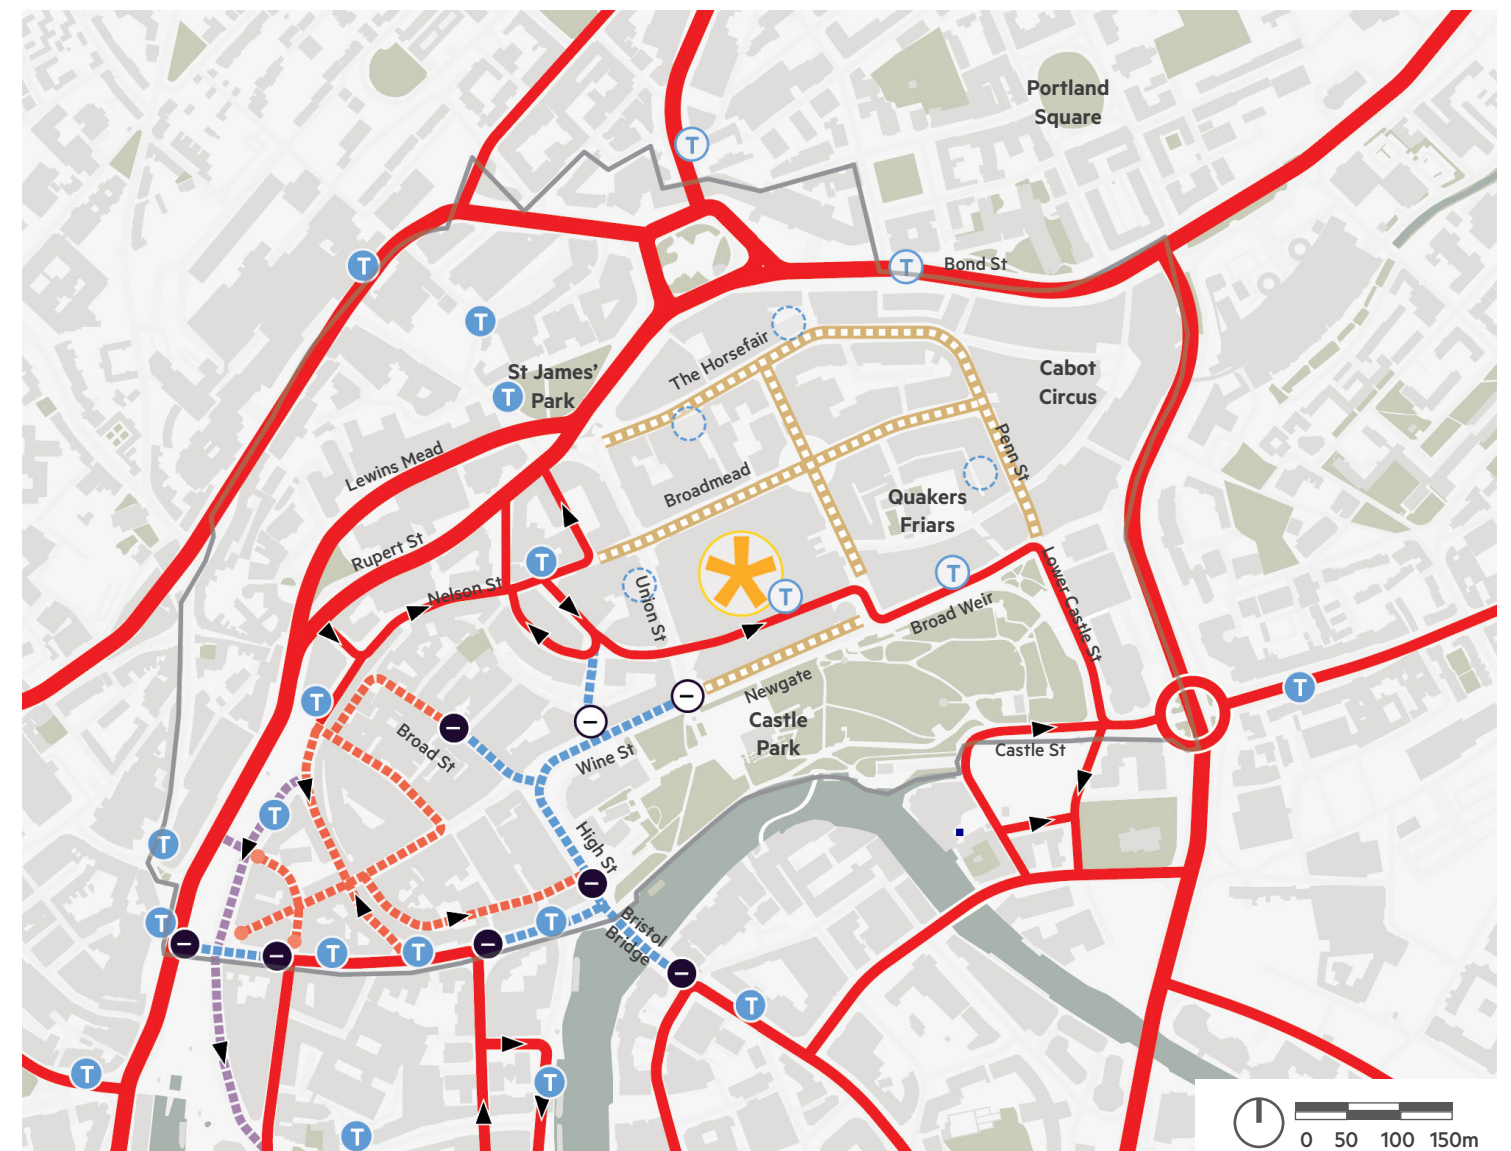 T
Portland
Square
T
T
T
Bond St
T
The Horsefair
St James'
Park
T
Cabot
Circus
Lewins Mead
Broadmead
Penn St
Quakers
Friars
Rupert St
T
Nelson St
Union St
T
T
Lower Castle St
Broad Weir
T
Newgate
T
Castle
Park
Broad St
Wine St
Castle St
T
T
High St
T
T
T
T
Bristol
Bridge
T
T
T
T
0 50 100 150m